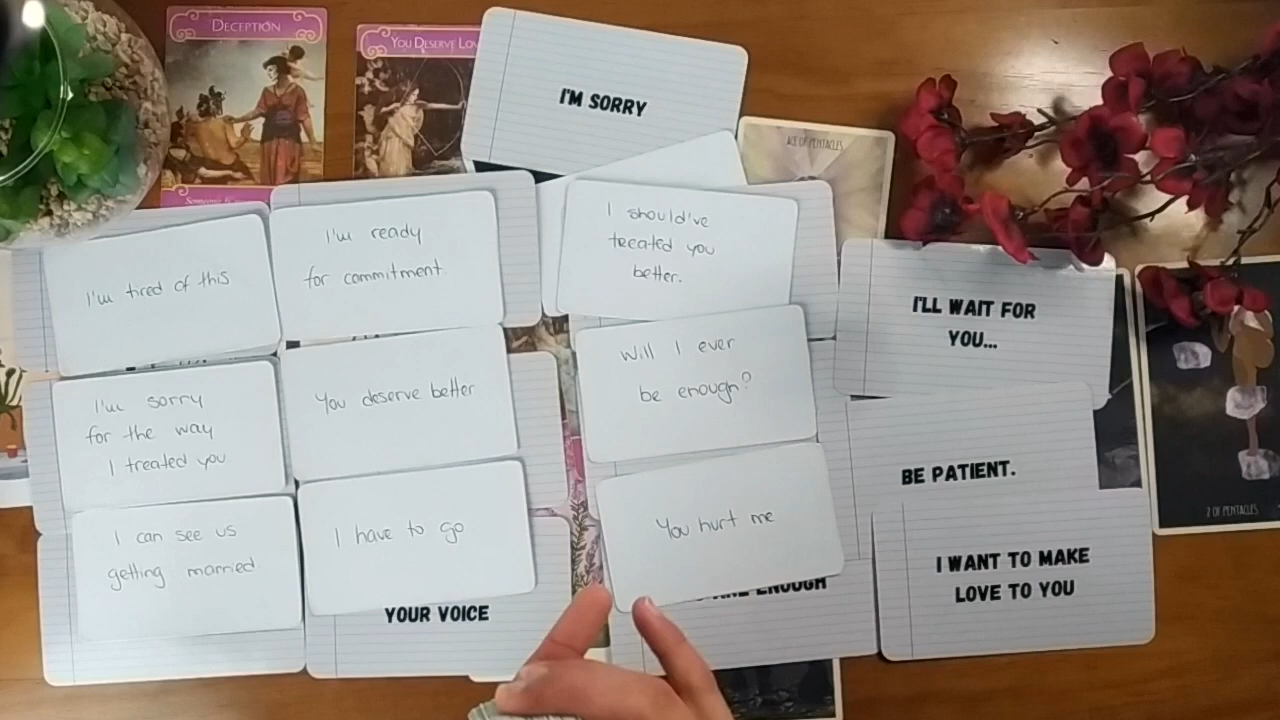 DECEPTION
YOU DESERVE
I'M SORRY
ACE OF PENTACLES
I'm tired of this
I'm ready
for commitment.
I should've
treated you
better.
I'LL WAIT FOR
YOU...
I'm sorry
for the way
I treated you
You deserve better
Will I ever
be enough?
BE PATIENT.
2 OF PENTACLES
I can see us
getting married
I have to go
You hurt me
I WANT TO MAKE
LOVE TO YOU
YOUR VOICE
ENOUGH